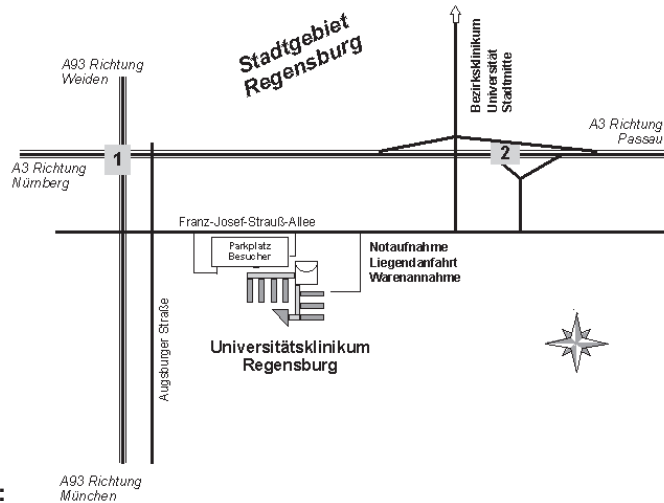 Stadtgebiet
Regensburg
A93 Richtung
Weiden
Bezirksklinikum
Universität
Stadtmitte
A3 Richtung
Passau
1
2
A3 Richtung
Nürnberg
Franz-Josef-Strauß-Allee
Parkplatz
Besucher
Notaufnahme
Liegendanfahrt
Warenannahme
Augsburger Straße
Universitätsklinikum
Regensburg
A93 Richtung
München